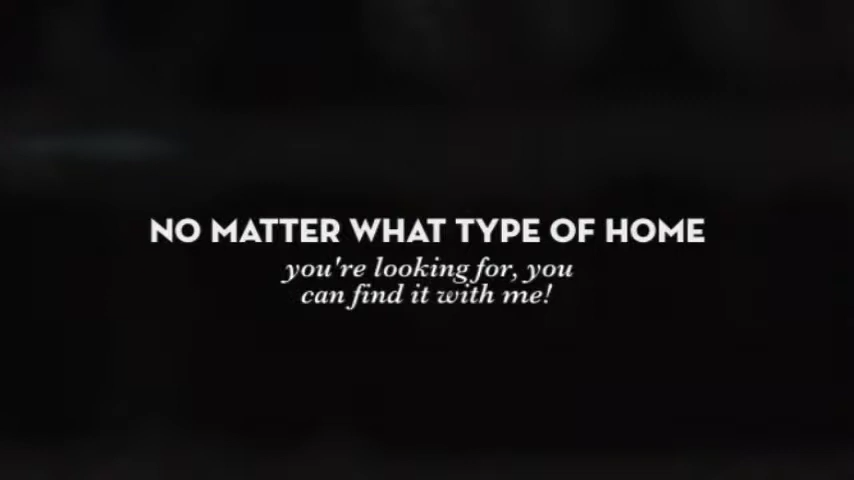 NO MATTER WHAT TYPE OF HOME
you're looking for, you
can find it with me!